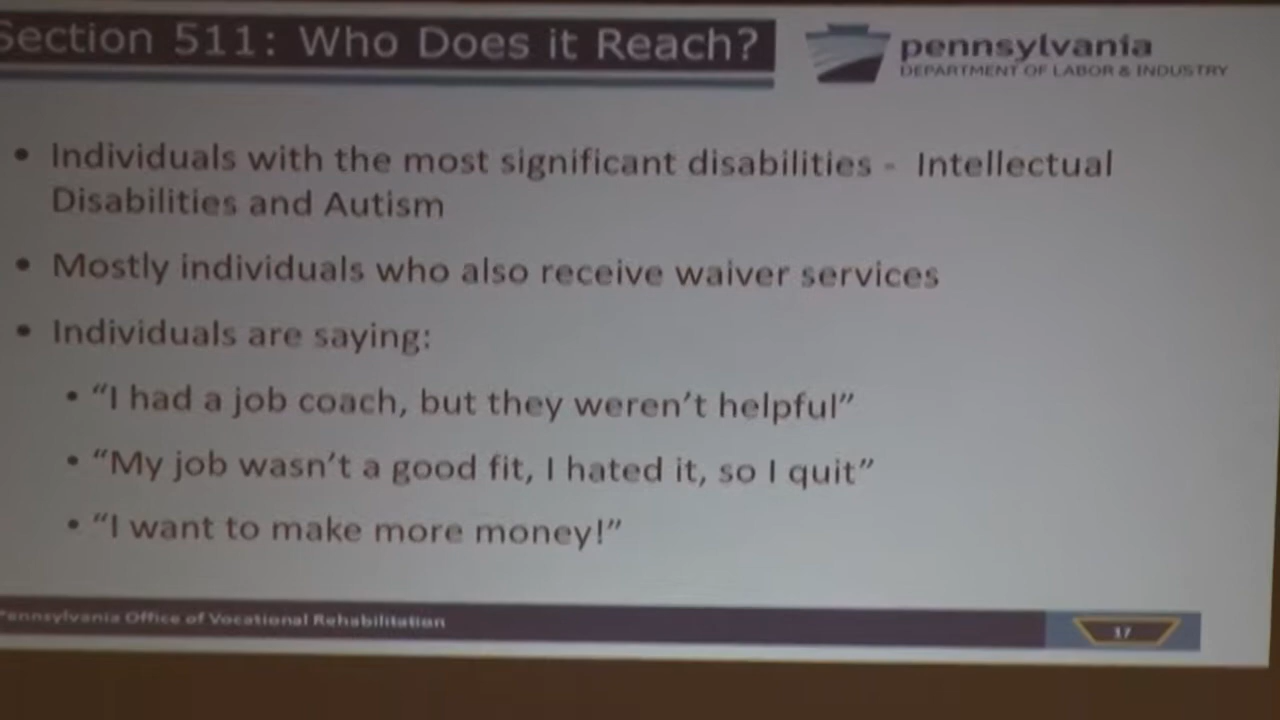 Section 511: Who Does it Reach?
pennsylvania
DEPARTMENT OF LABOR & INDUSTRY
• Individuals with the most significant disabilities - Intellectual
Disabilities and Autism
• Mostly individuals who also receive waiver services
• Individuals are saying:
• “I had a job coach, but they weren’t helpful”
• “My job wasn’t a good fit, I hated it, so I quit”
• “I want to make more money!”
Pennsylvania Office of Vocational Rehabilitation
37